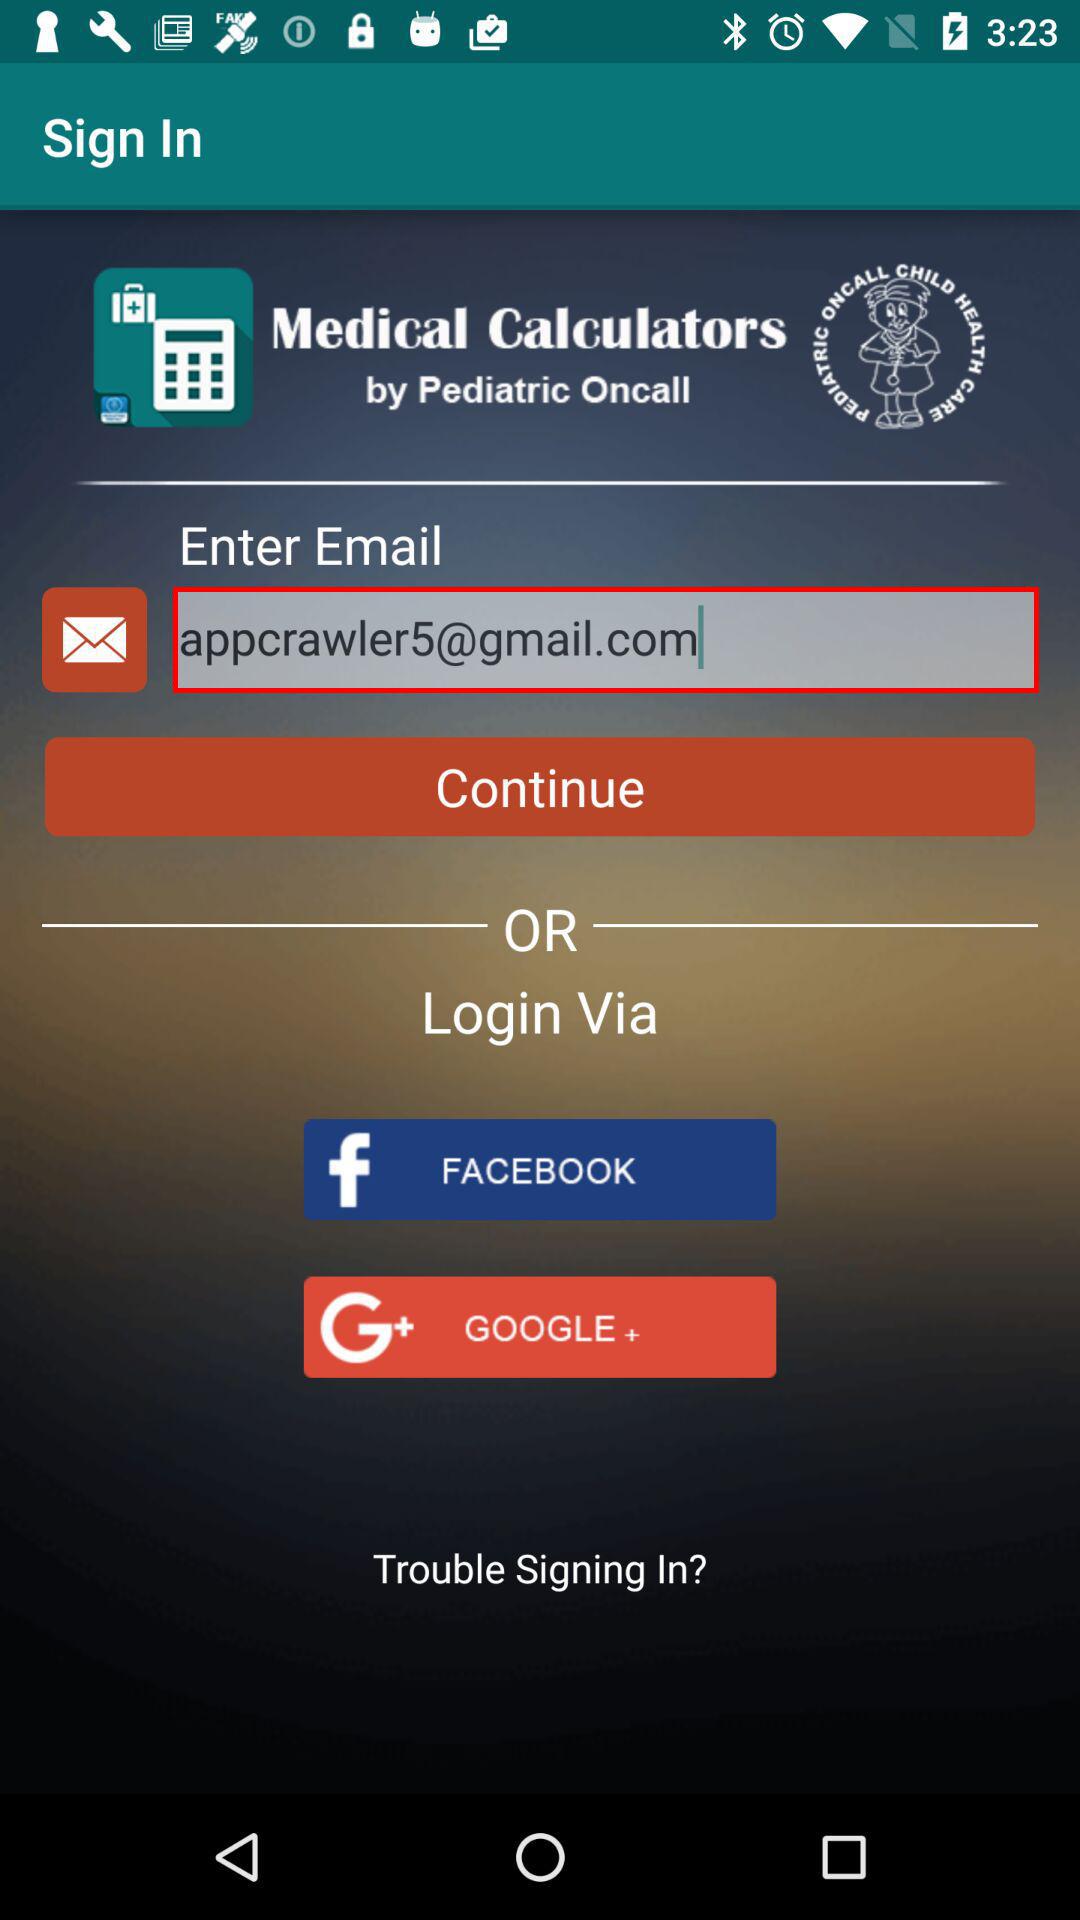 FAKE
3:23
Sign In
Medical Calculators
by Pediatric Oncall
PEDIATRIC ONCALL CHILD HEALTH CARE
Enter Email
appcrawler5@gmail.com
Continue
OR
Login Via
FACEBOOK
G+ GOOGLE +
Trouble Signing In?